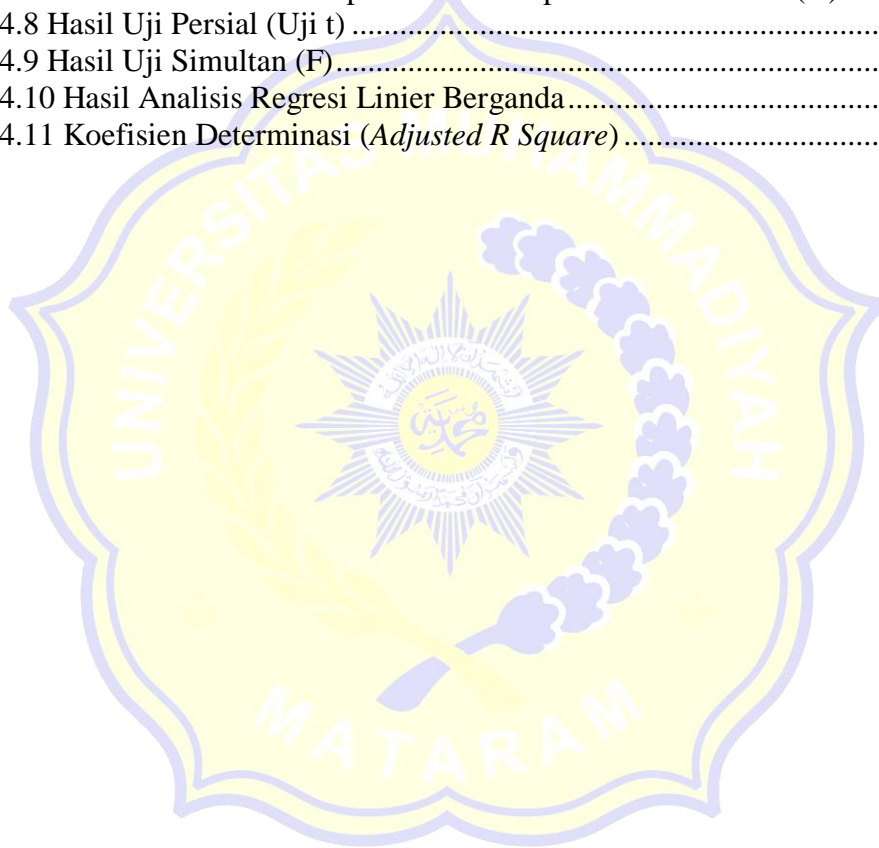 4.8 Hasil Uji Persial (Uji t) ....................................................................
4.9 Hasil Uji Simultan (F)......................................................................
4.10 Hasil Analisis Regresi Linier Berganda........................................
4.11 Koefisien Determinasi (Adjusted R Square) .................................
UNIVERSITAS MUHAMMADIYAH
MATARAM